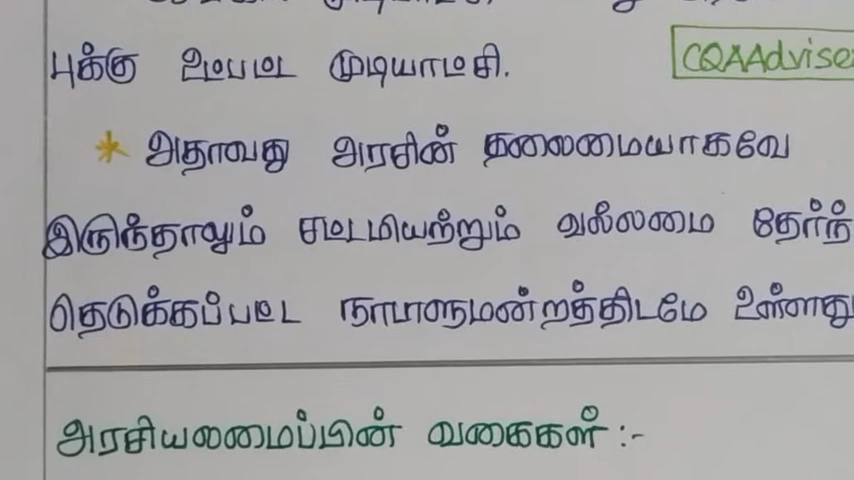 புக்கு உட்பட்ட முடியாட்சி.
CQAAdviser
* அதாவது அரசின் தலைமையாகவே
இருந்தாலும் சட்டமியற்றும் வல்லமை தேர்ந்
தெடுக்கப்பட்ட நாடாளுமன்றத்திடமே உள்ளது
அரசியலமைப்பின் வகைகள் :-